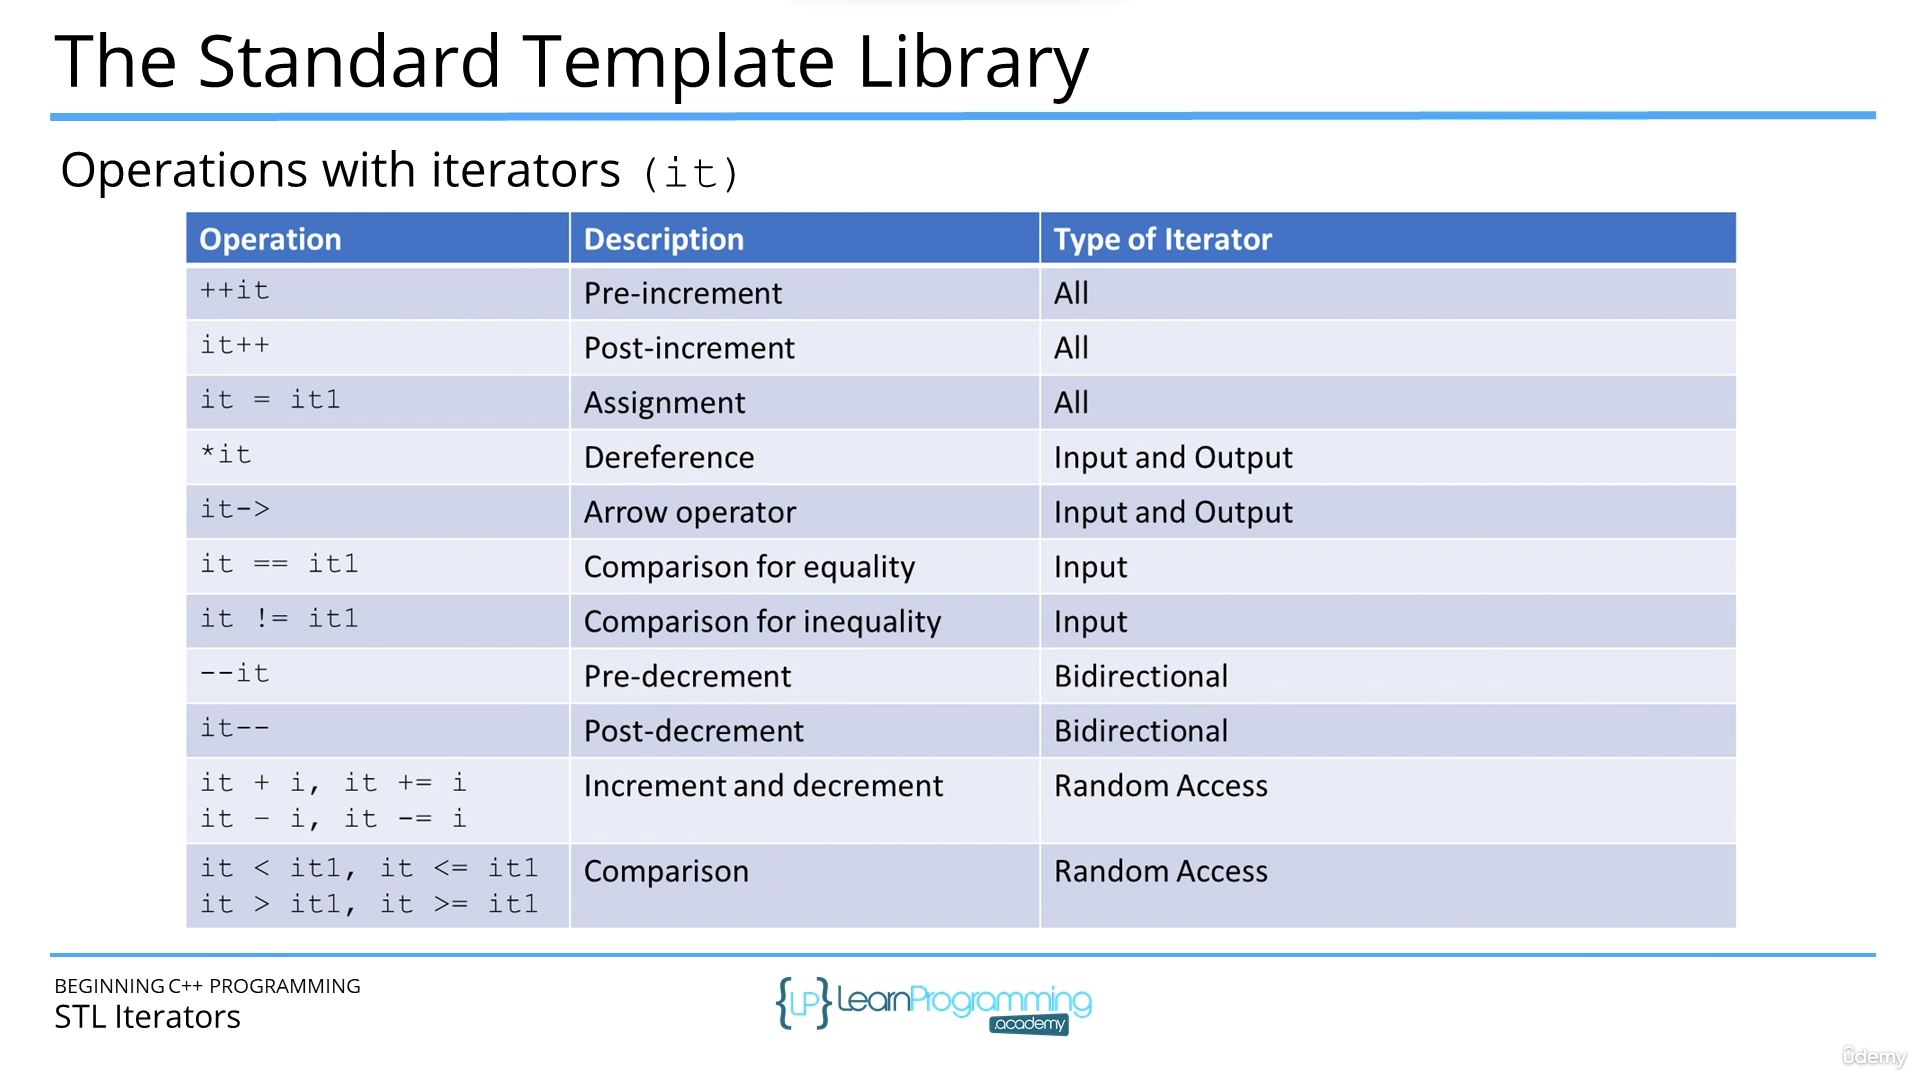 The Standard Template Library
Operations with iterators (it)
Operation Description Type of Iterator
++it Pre-increment All
it++ Post-increment All
it = it1 Assignment All
*it Dereference Input and Output
it-> Arrow operator Input and Output
it == it1 Comparison for equality Input
it != it1 Comparison for inequality Input
--it Pre-decrement Bidirectional
it-- Post-decrement Bidirectional
it + i, it += i Increment and decrement Random Access
it – i, it -= i
it < it1, it <= it1 Comparison Random Access
it > it1, it >= it1
BEGINNING C++ PROGRAMMING
STL Iterators
{LP} LearnProgramming
.academy
ûdemy